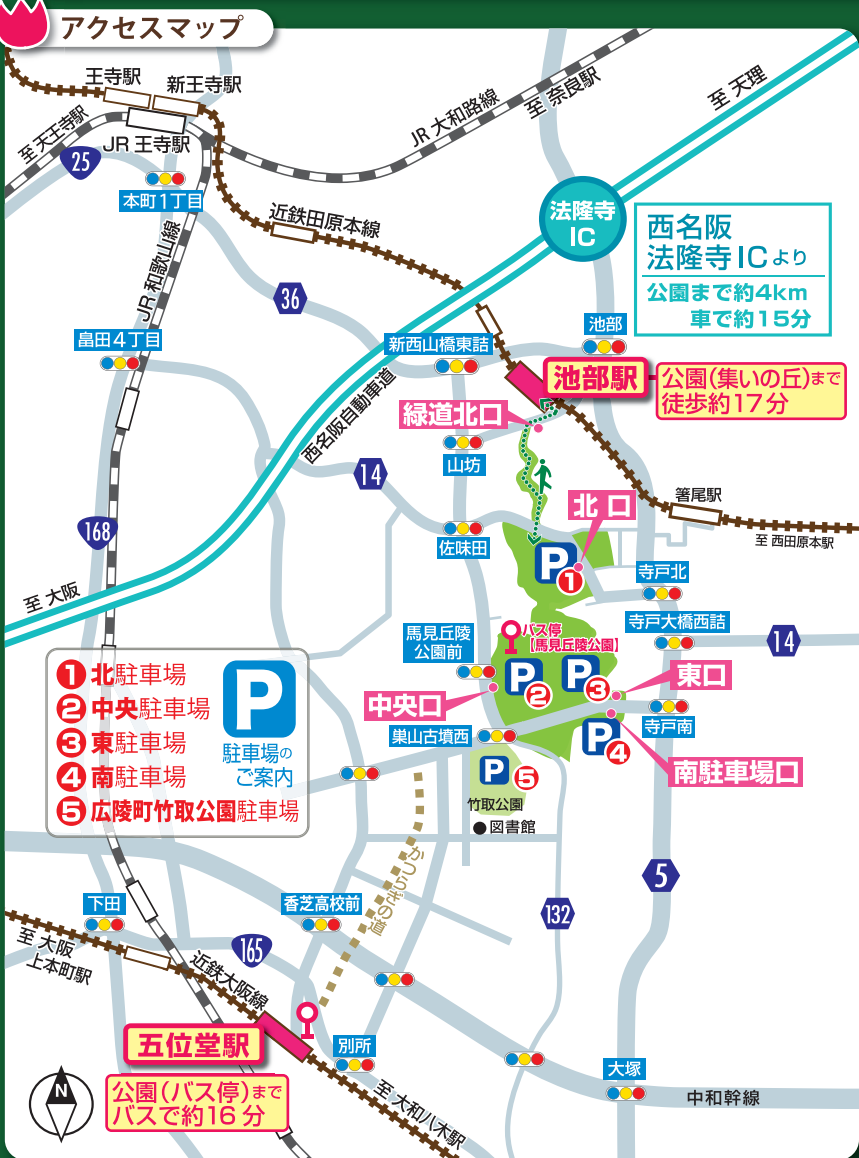 アクセスマップ
王寺駅
新王寺駅
JR 王寺駅
至 天王寺駅
25
本町1丁目
JR 大和路線
至 奈良駅
至 天理
近鉄田原本線
JR 和歌山線
36
法隆寺
IC
西名阪
法隆寺ICより
公園まで約4km
車で約15分
畠田4丁目
新西山橋東詰
池部
池部駅
公園(集いの丘)まで
徒歩約17分
西名阪自動車道
緑道北口
山坊
14
168
北 口
箸尾駅
至 西田原本駅
佐味田
至 大阪
P
1
寺戸北
馬見丘陵
公園前
バス停
【馬見丘陵公園】
寺戸大橋西詰
14
P
2
P
3
東口
中央口
寺戸南
巣山古墳西
P
4
南駐車場口
P
5
竹取公園
図書館
1 北駐車場
2 中央駐車場
3 東駐車場
4 南駐車場
5 広陵町竹取公園駐車場
P
駐車場の
ご案内
かつらぎの道
5
132
下田
香芝高校前
165
至 大阪
上本町駅
近鉄大阪線
五位堂駅
公園(バス停)まで
バスで約16分
別所
至 大和八木駅
大塚
中和幹線
N